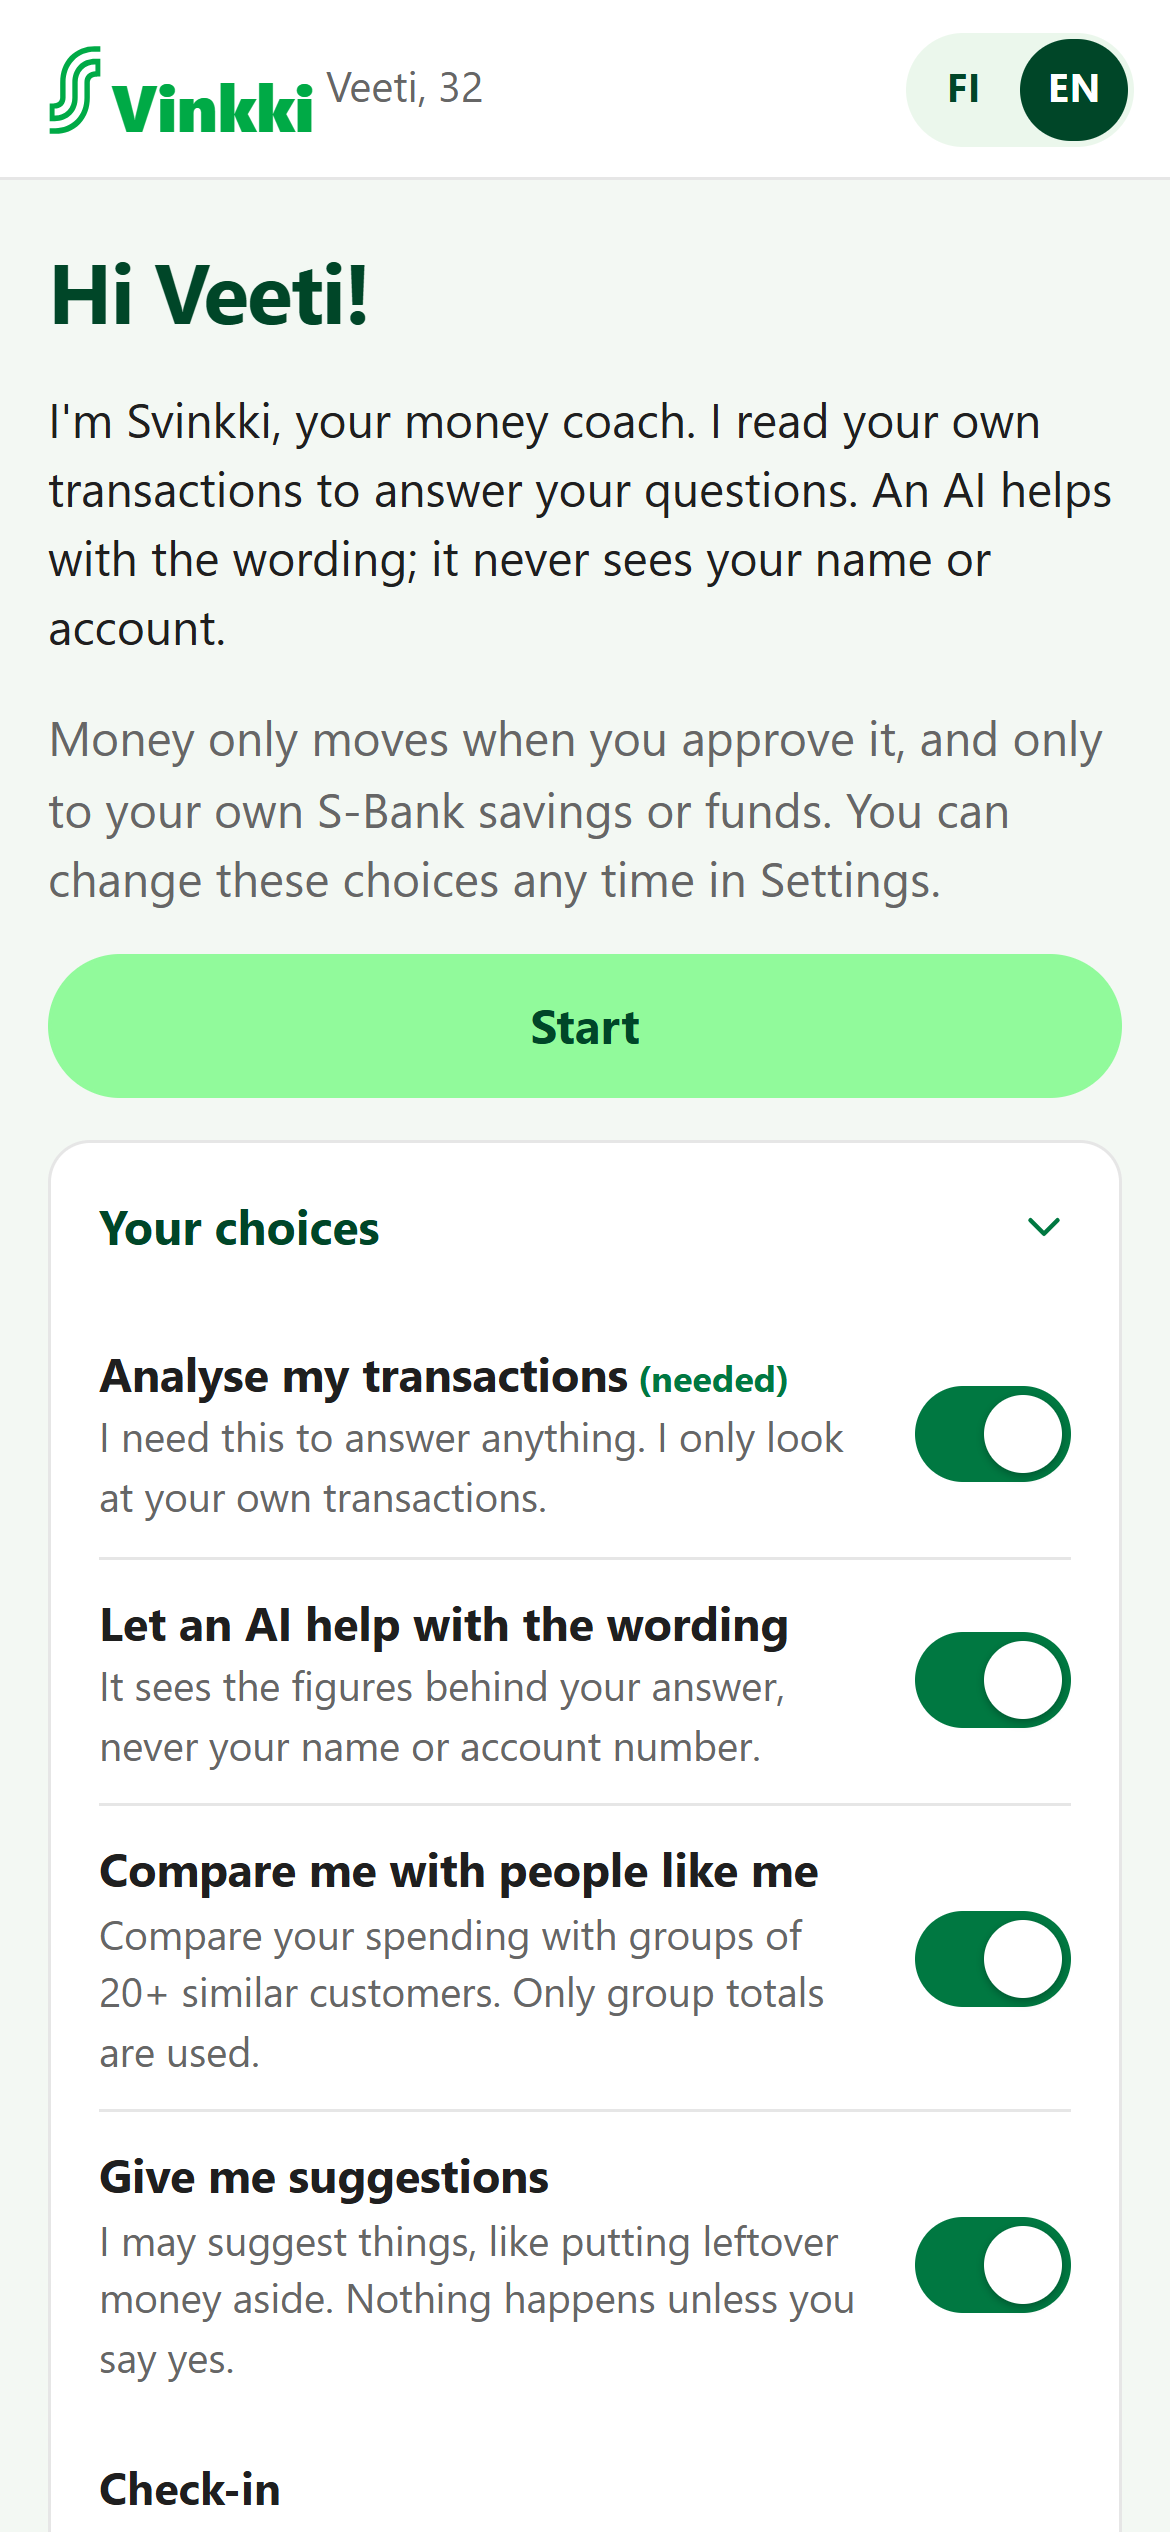 Vinkki Veeti, 32 FI EN
Hi Veeti!
I'm Svinkki, your money coach. I read your own
transactions to answer your questions. An AI helps
with the wording; it never sees your name or
account.
Money only moves when you approve it, and only
to your own S-Bank savings or funds. You can
change these choices any time in Settings.
Start
Your choices
Analyse my transactions (needed)
I need this to answer anything. I only look
at your own transactions.
Let an AI help with the wording
It sees the figures behind your answer,
never your name or account number.
Compare me with people like me
Compare your spending with groups of
20+ similar customers. Only group totals
are used.
Give me suggestions
I may suggest things, like putting leftover
money aside. Nothing happens unless you
say yes.
Check-in